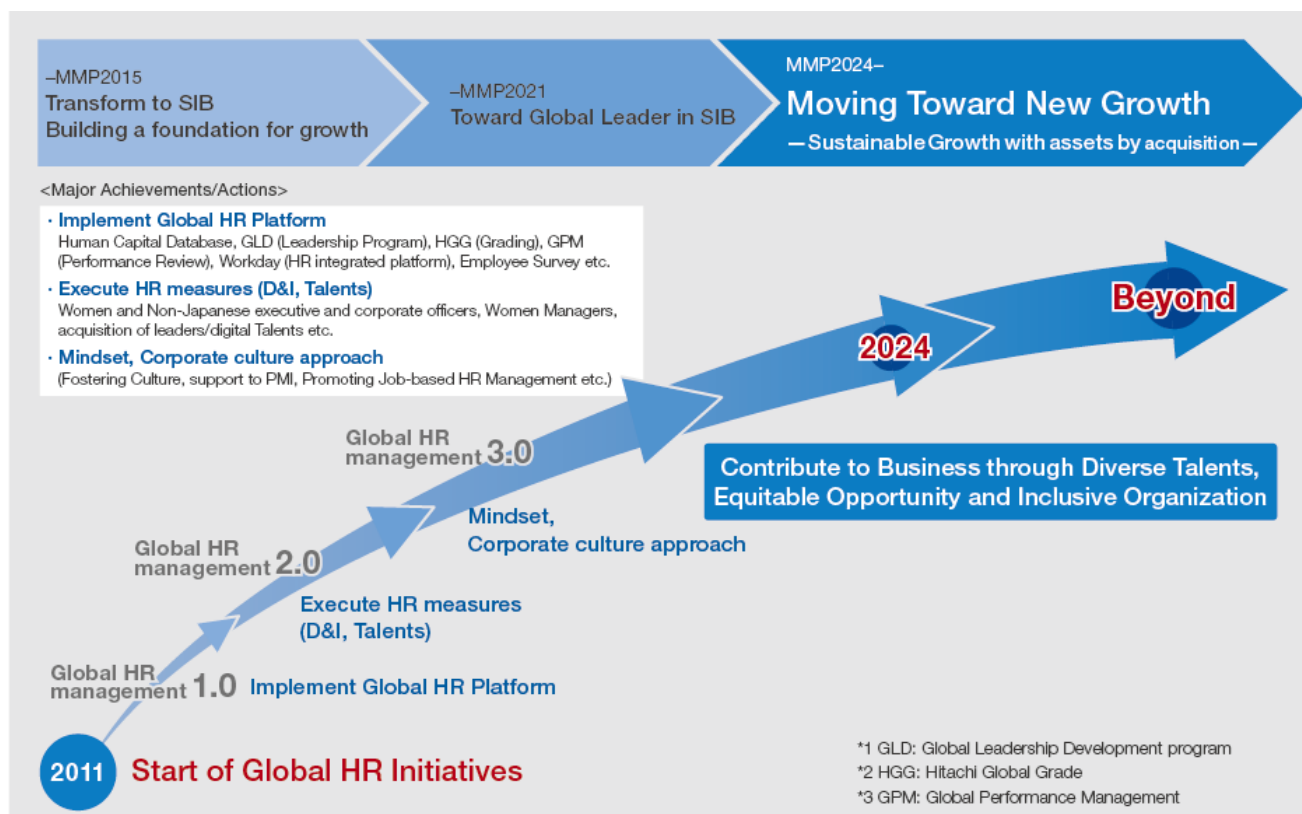 –MMP2015
Transform to SIB
Building a foundation for growth
–MMP2021
Toward Global Leader in SIB
MMP2024–
Moving Toward New Growth
—Sustainable Growth with assets by acquisition—
<Major Achievements/Actions>
· Implement Global HR Platform
Human Capital Database, GLD (Leadership Program), HGG (Grading), GPM
(Performance Review), Workday (HR integrated platform), Employee Survey etc.
· Execute HR measures (D&I, Talents)
Women and Non-Japanese executive and corporate officers, Women Managers,
acquisition of leaders/digital Talents etc.
· Mindset, Corporate culture approach
(Fostering Culture, support to PMI, Promoting Job-based HR Management etc.)
Beyond
2024
Global HR
management 3.0
Contribute to Business through Diverse Talents,
Equitable Opportunity and Inclusive Organization
Mindset,
Corporate culture approach
Global HR
management 2.0
Execute HR measures
(D&I, Talents)
Global HR
management 1.0
Implement Global HR Platform
2011
Start of Global HR Initiatives
*1 GLD: Global Leadership Development program
*2 HGG: Hitachi Global Grade
*3 GPM: Global Performance Management